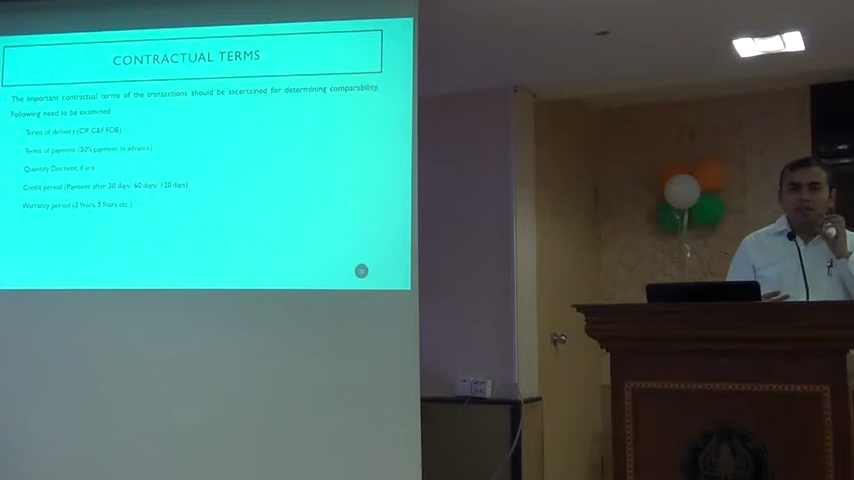 CONTRACTUAL TERMS
The important contractual terms of the transactions should be ascertained for determining comparability.
Following need to be examined
Terms of delivery (CIF, C&F, FOB)
Terms of payment (50% payment in advance)
Quantity Discount, if any
Credit period (Payment after 30 days/ 60 days/ 120 days)
Warranty period (3 Years, 5 Years etc.)